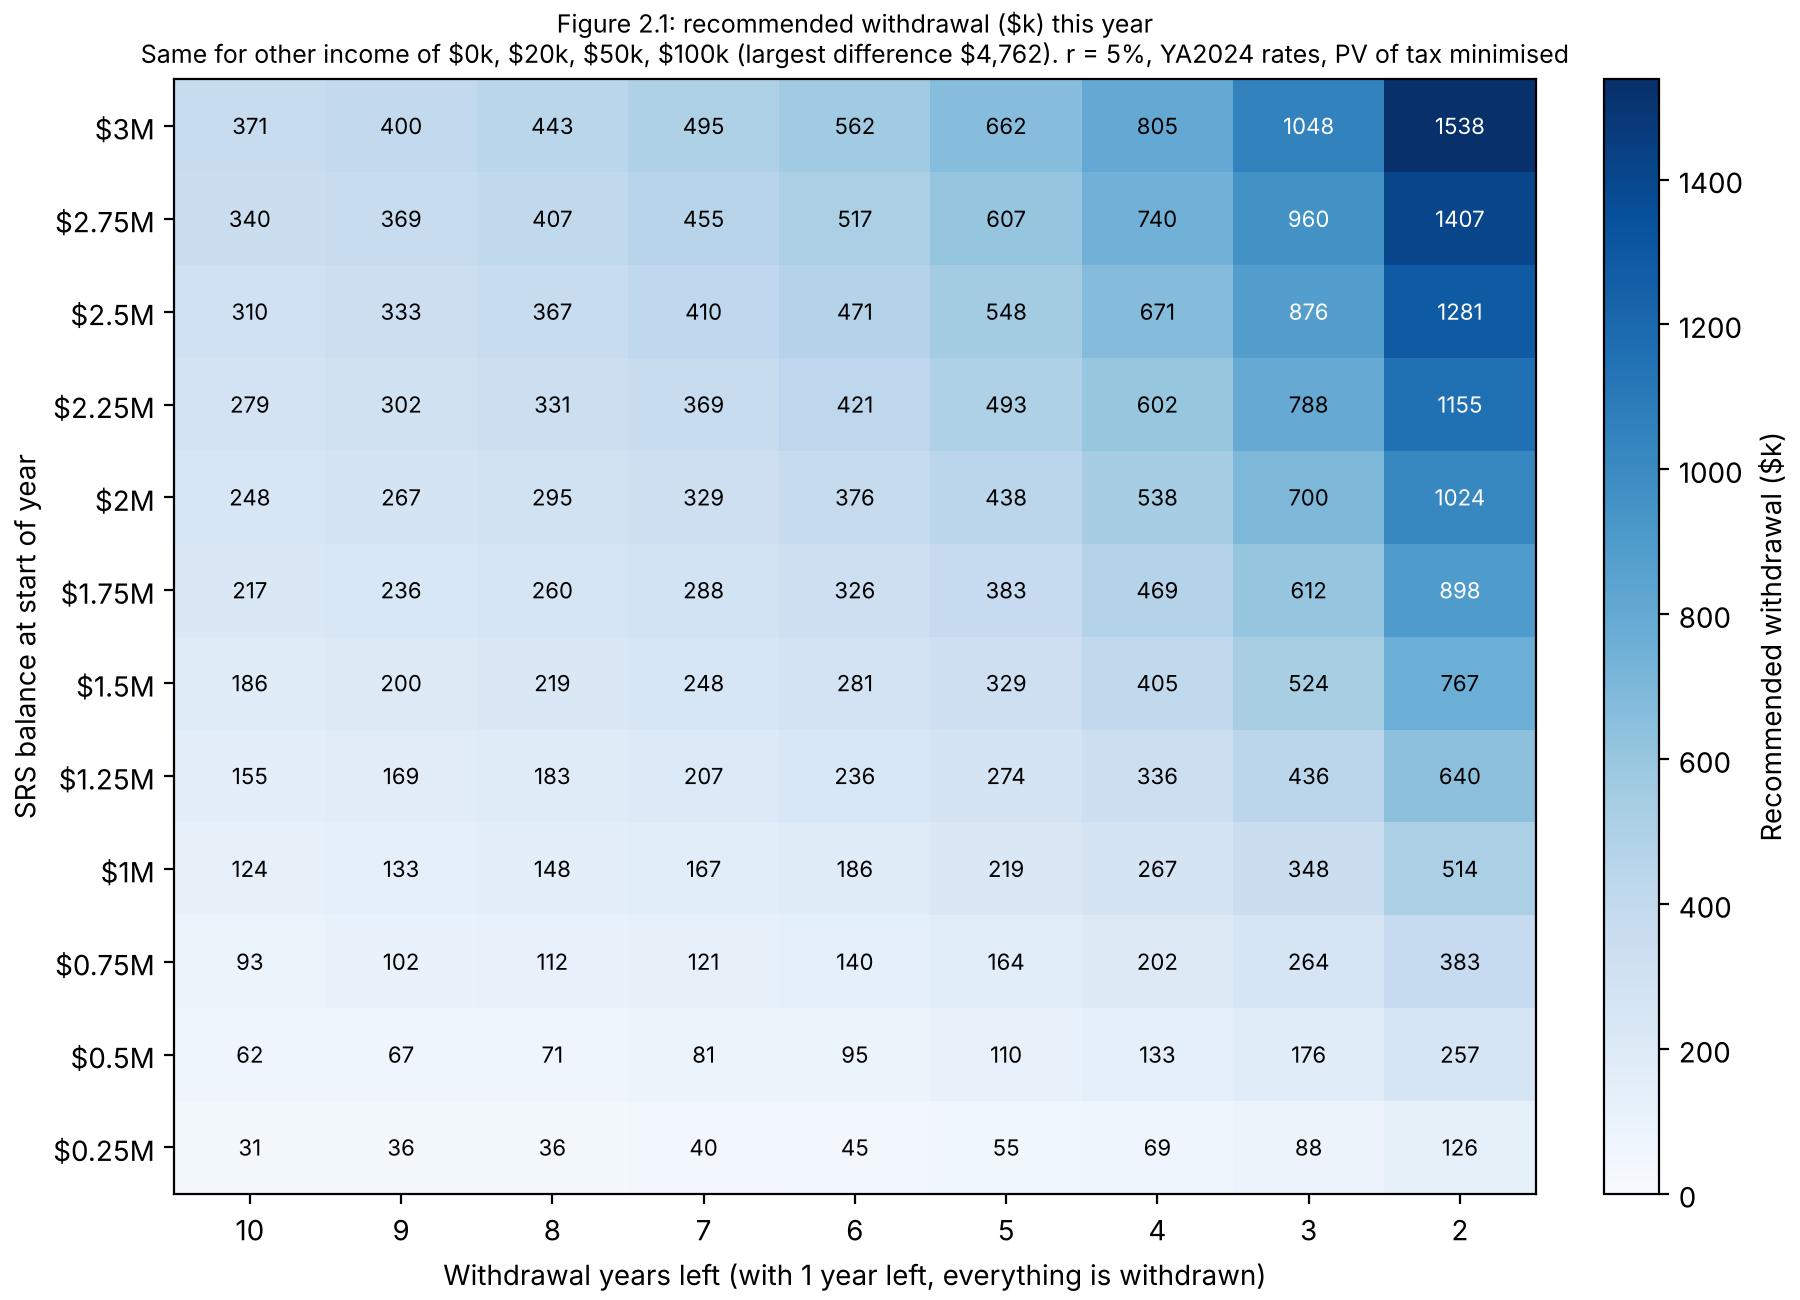 Figure 2.1: recommended withdrawal ($k) this year
Same for other income of $0k, $20k, $50k, $100k (largest difference $4,762). r = 5%, YA2024 rates, PV of tax minimised
SRS balance at start of year
$3M 371 400 443 495 562 662 805 1048 1538
$2.75M 340 369 407 455 517 607 740 960 1407
$2.5M 310 333 367 410 471 548 671 876 1281
$2.25M 279 302 331 369 421 493 602 788 1155
$2M 248 267 295 329 376 438 538 700 1024
$1.75M 217 236 260 288 326 383 469 612 898
$1.5M 186 200 219 248 281 329 405 524 767
$1.25M 155 169 183 207 236 274 336 436 640
$1M 124 133 148 167 186 219 267 348 514
$0.75M 93 102 112 121 140 164 202 264 383
$0.5M 62 67 71 81 95 110 133 176 257
$0.25M 31 36 36 40 45 55 69 88 126
10 9 8 7 6 5 4 3 2
Withdrawal years left (with 1 year left, everything is withdrawn)
1400
1200
1000
800
600
400
200
0
Recommended withdrawal ($k)